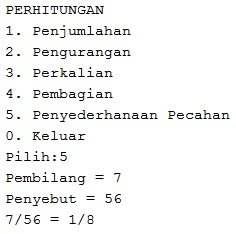 PERHITUNGAN
1. Penjumlahan
2. Pengurangan
3. Perkalian
4. Pembagian
5. Penyederhanaan Pecahan
0. Keluar
Pilih:5
Pembilang = 7
Penyebut = 56
7/56 = 1/8